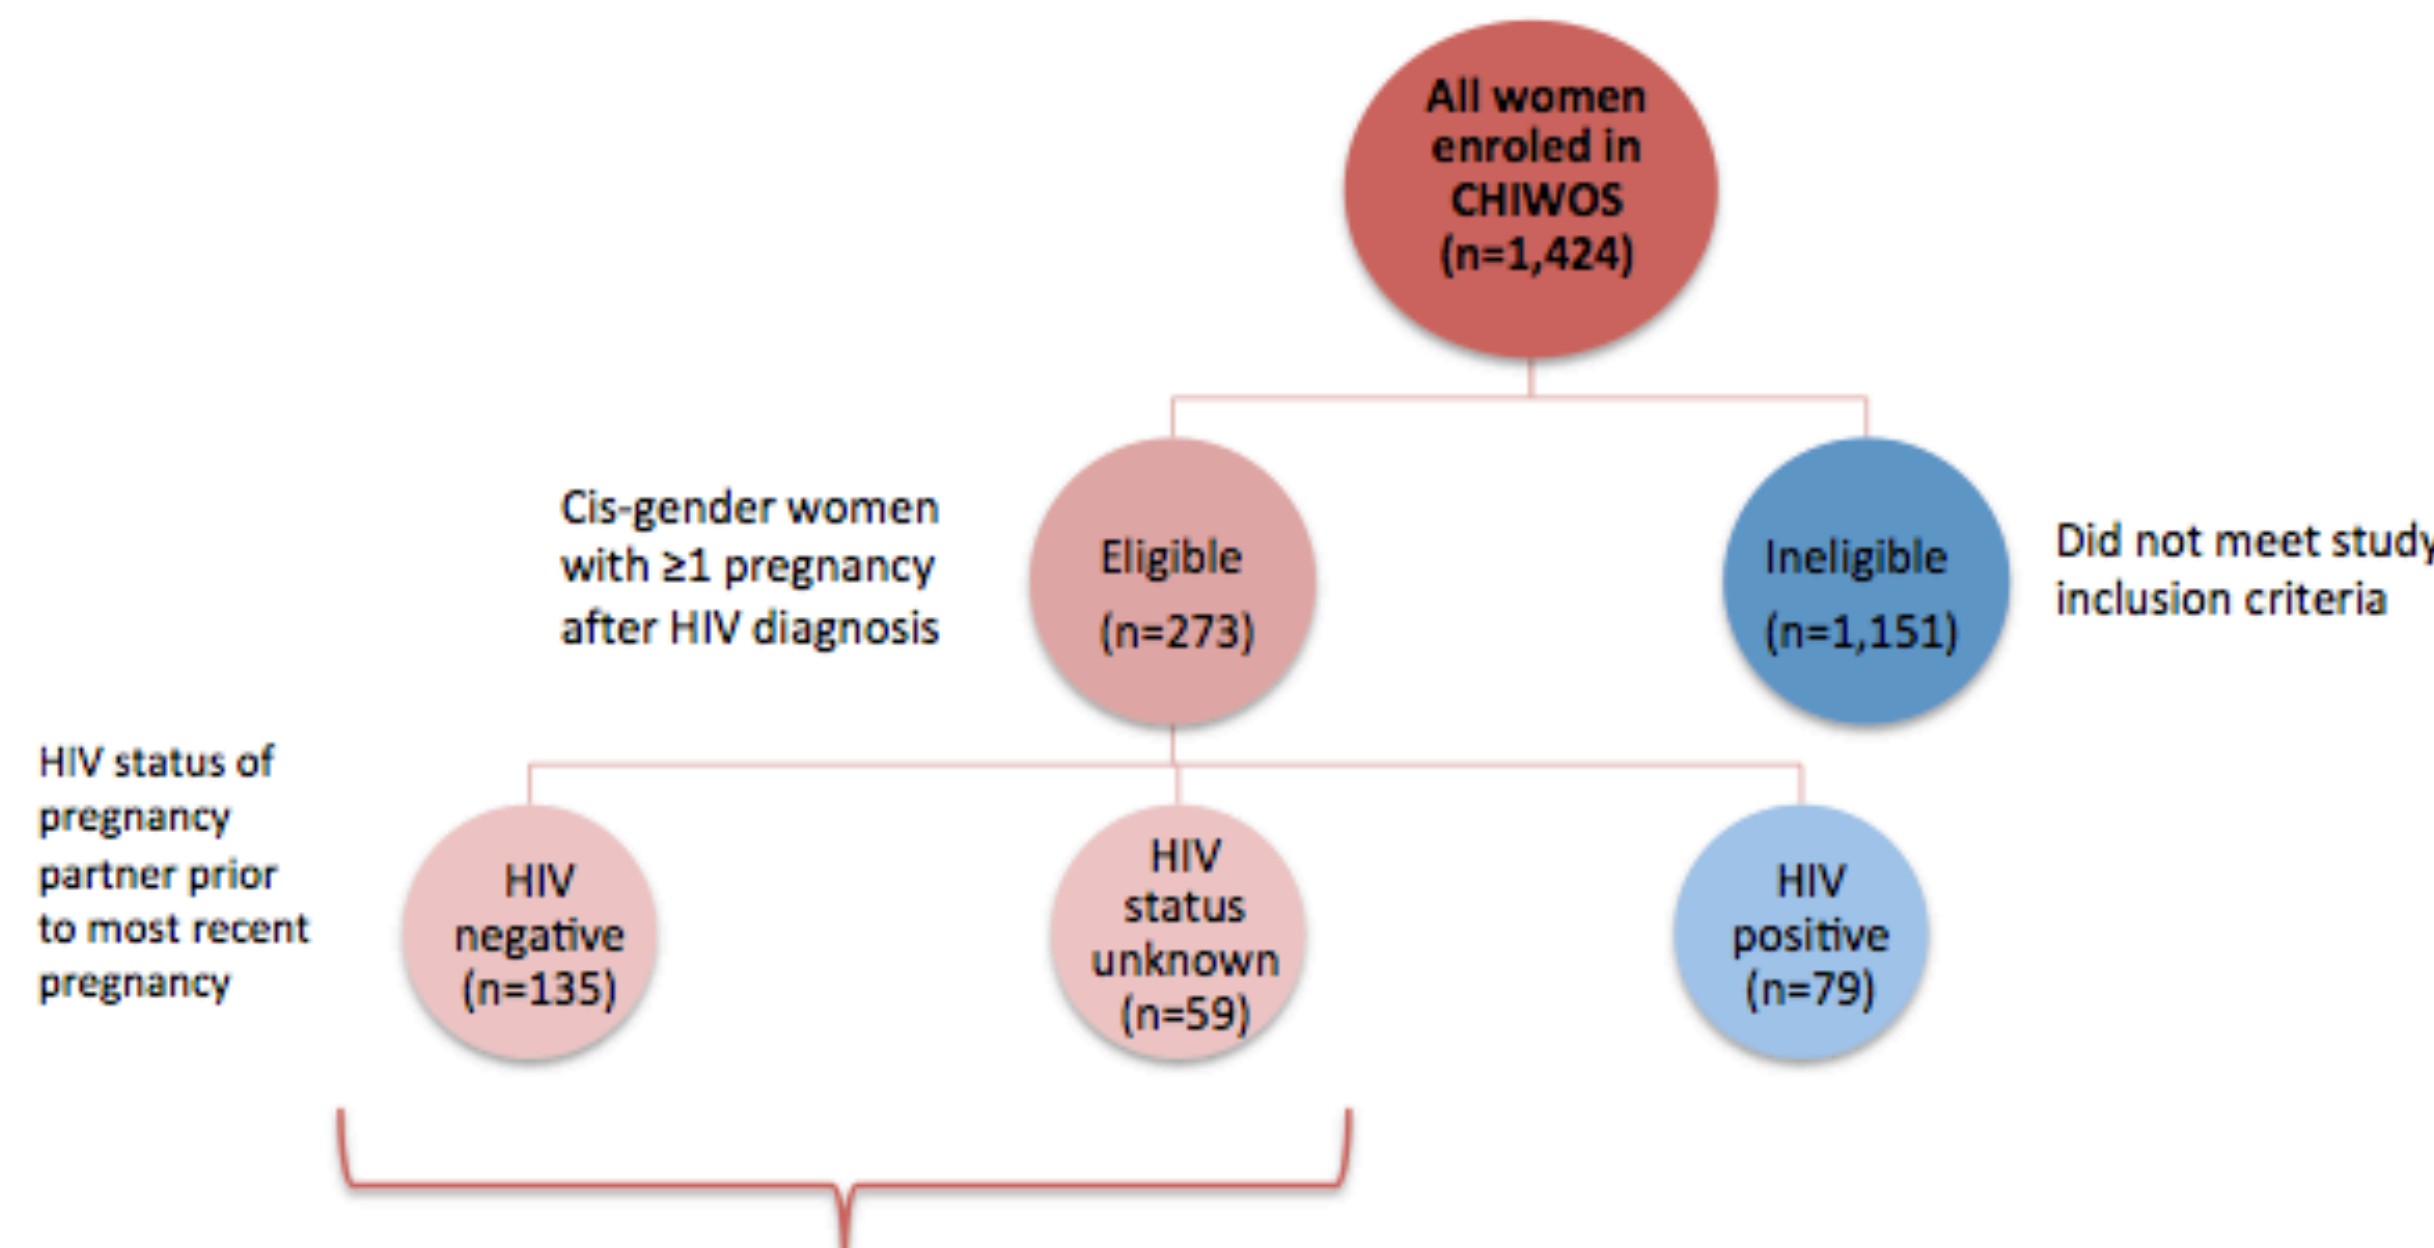 All women
enroled in
CHIWOS
(n=1,424)
Cis-gender women
with ≥1 pregnancy
after HIV diagnosis
Eligible
(n=273)
Ineligible
(n=1,151)
Did not meet study
inclusion criteria
HIV status of
pregnancy
partner prior
to most recent
pregnancy
HIV
negative
(n=135)
HIV
status
unknown
(n=59)
HIV
positive
(n=79)